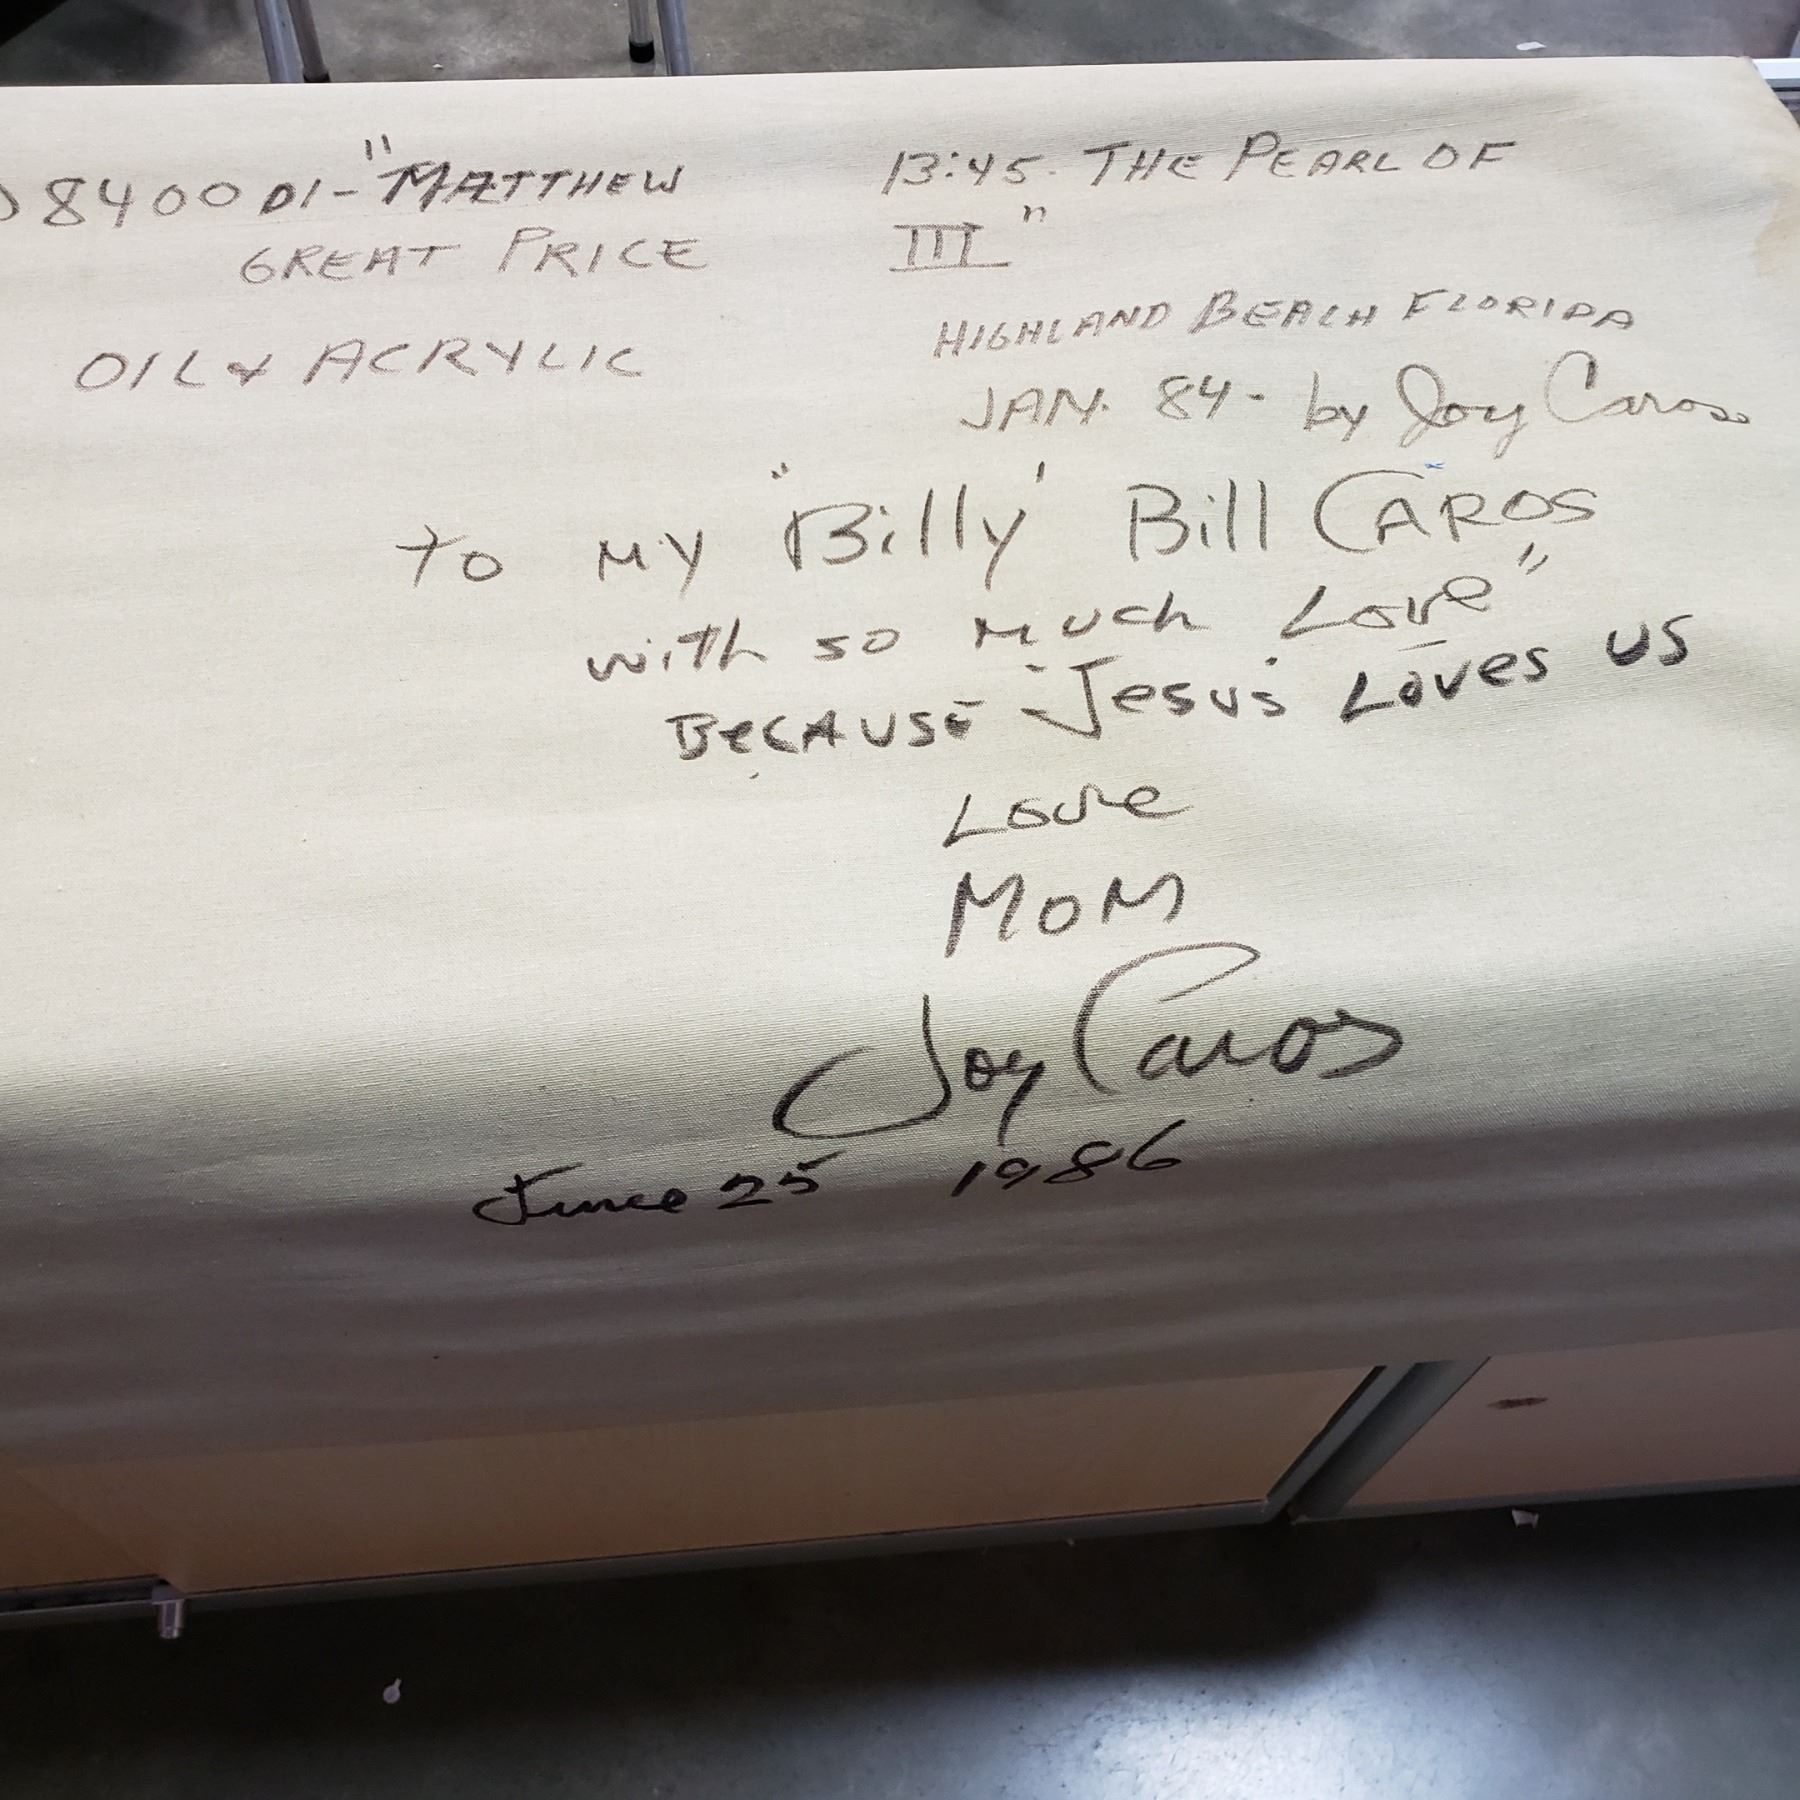 8400 DI - "MATTHEW 13:45. THE PEARL OF
GREAT PRICE III"
OIL & ACRYLIC HIGHLAND BEACH FLORIDA
JAN. 84 - by Joy Caros
to MY "Billy' Bill CAROS
with so much Love"
BeCAUSE Jesus Loves us
Love
MOM
Joy Caros
June 25 1986